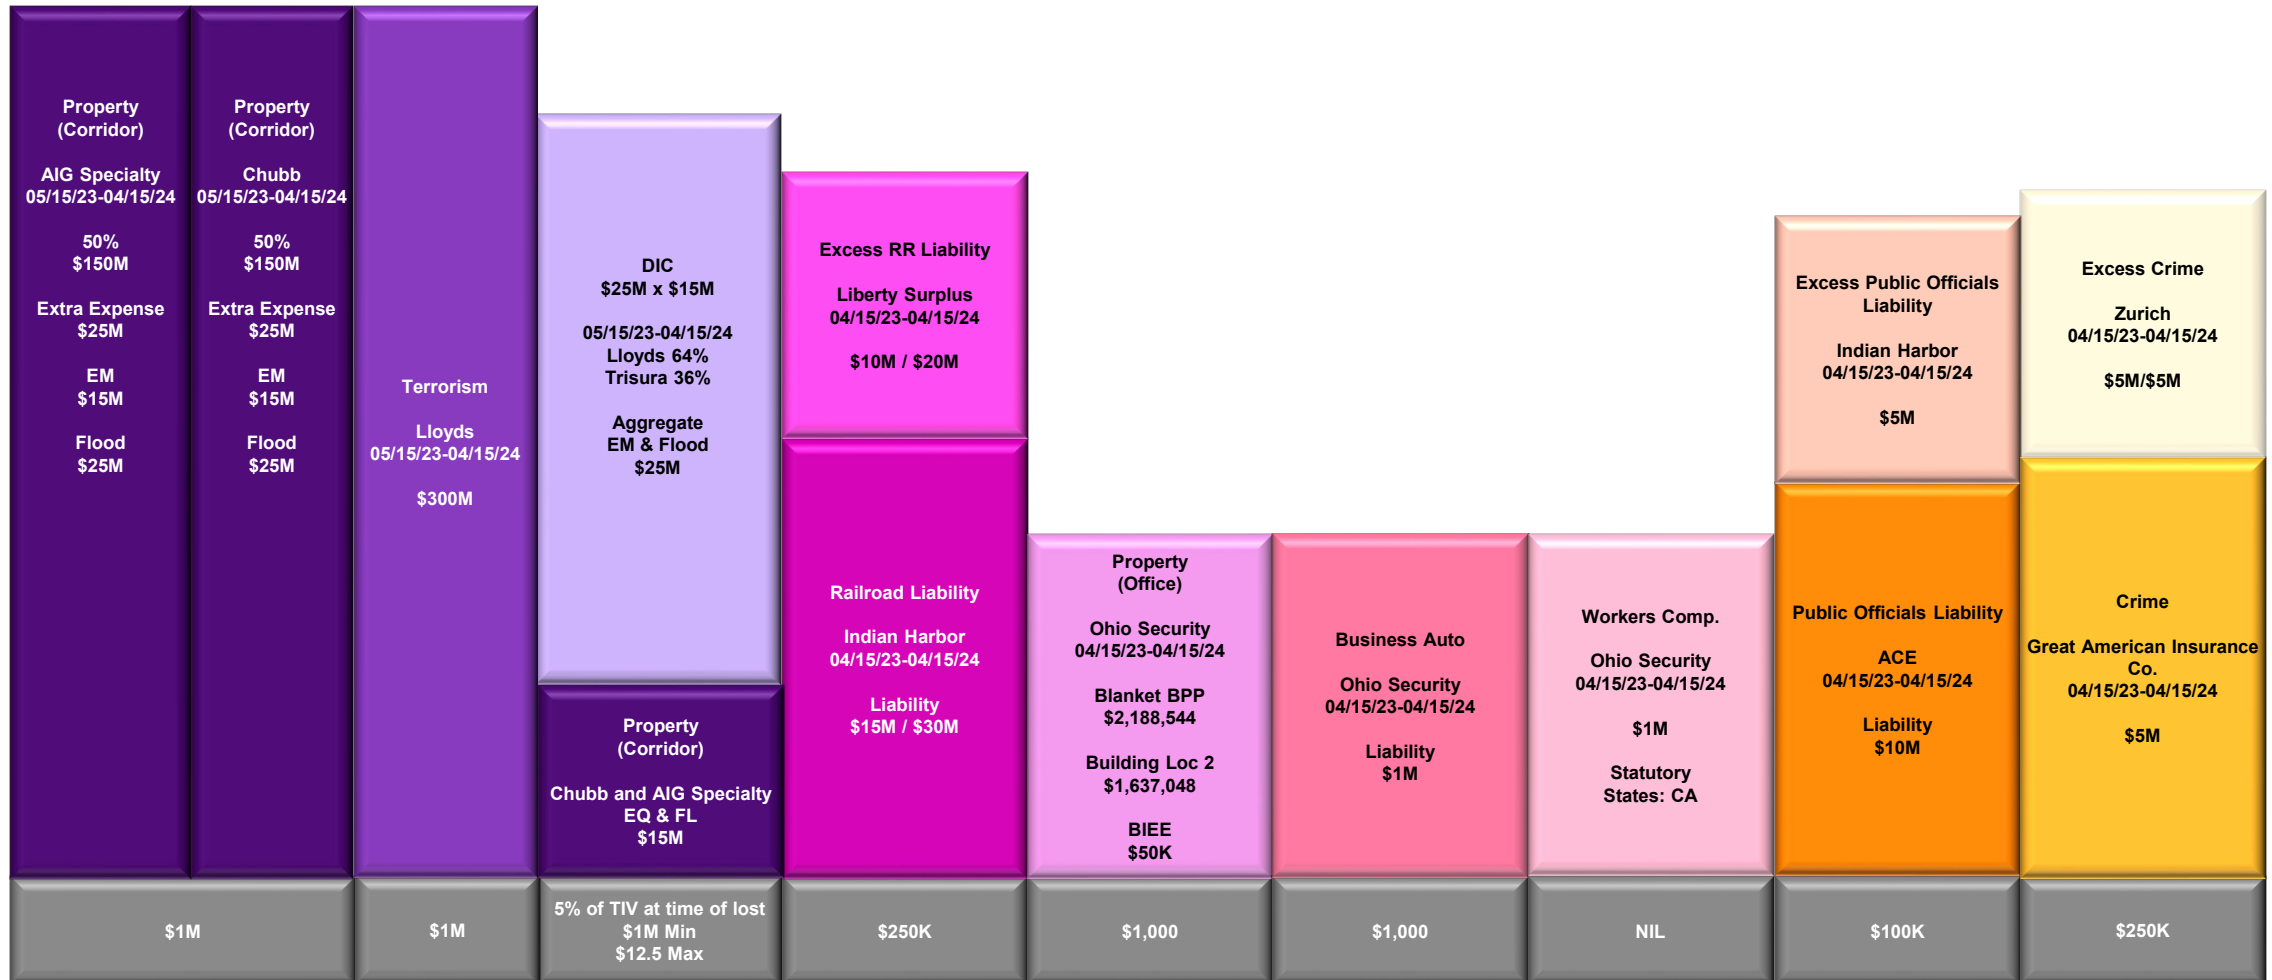 Property
(Corridor)
AIG Specialty
05/15/23-04/15/24
50%
$150M
Extra Expense
$25M
EM
$15M
Flood
$25M
Property
(Corridor)
Chubb
05/15/23-04/15/24
50%
$150M
Extra Expense
$25M
EM
$15M
Flood
$25M
$1M
Terrorism
Lloyds
05/15/23-04/15/24
$300M
$1M
DIC
$25M x $15M
05/15/23-04/15/24
Lloyds 64%
Trisura 36%
Aggregate
EM & Flood
$25M
Property
(Corridor)
Chubb and AIG Specialty
EQ & FL
$15M
5% of TIV at time of lost
$1M Min
$12.5 Max
Excess RR Liability
Liberty Surplus
04/15/23-04/15/24
$10M / $20M
Railroad Liability
Indian Harbor
04/15/23-04/15/24
Liability
$15M / $30M
$250K
Property
(Office)
Ohio Security
04/15/23-04/15/24
Blanket BPP
$2,188,544
Building Loc 2
$1,637,048
BIEE
$50K
$1,000
Business Auto
Ohio Security
04/15/23-04/15/24
Liability
$1M
$1,000
Workers Comp.
Ohio Security
04/15/23-04/15/24
$1M
Statutory
States: CA
NIL
Excess Public Officials
Liability
Indian Harbor
04/15/23-04/15/24
$5M
Public Officials Liability
ACE
04/15/23-04/15/24
Liability
$10M
$100K
Excess Crime
Zurich
04/15/23-04/15/24
$5M/$5M
Crime
Great American Insurance
Co.
04/15/23-04/15/24
$5M
$250K